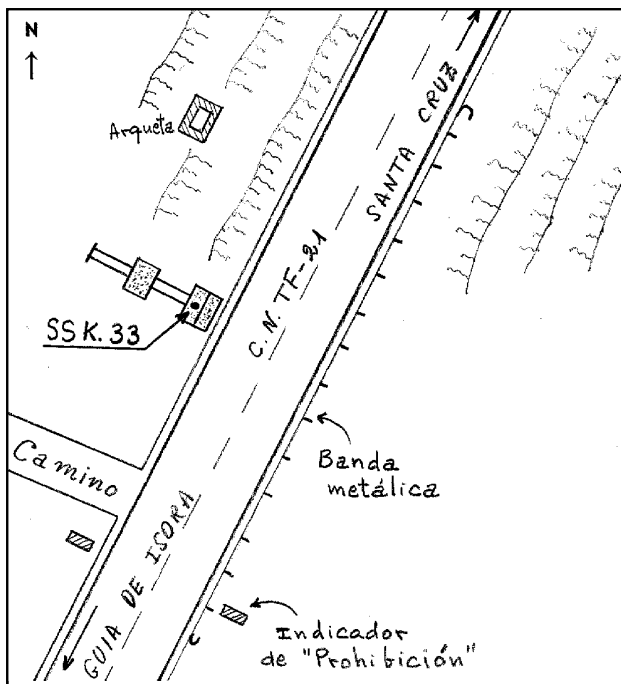 N
Arqueta
SANTA CRUZ
C.N. TF-21
SSK.33
Camino
Banda
metálica
GUIA DE ISORA
Indicador
de "Prohibición"